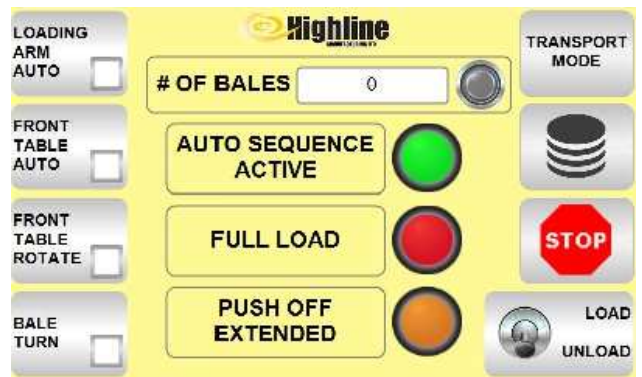 LOADING
ARM
AUTO
Highline
TRANSPORT
MODE
# OF BALES
0
FRONT
TABLE
AUTO
AUTO SEQUENCE
ACTIVE
FRONT
TABLE
ROTATE
FULL LOAD
STOP
BALE
TURN
PUSH OFF
EXTENDED
LOAD
UNLOAD